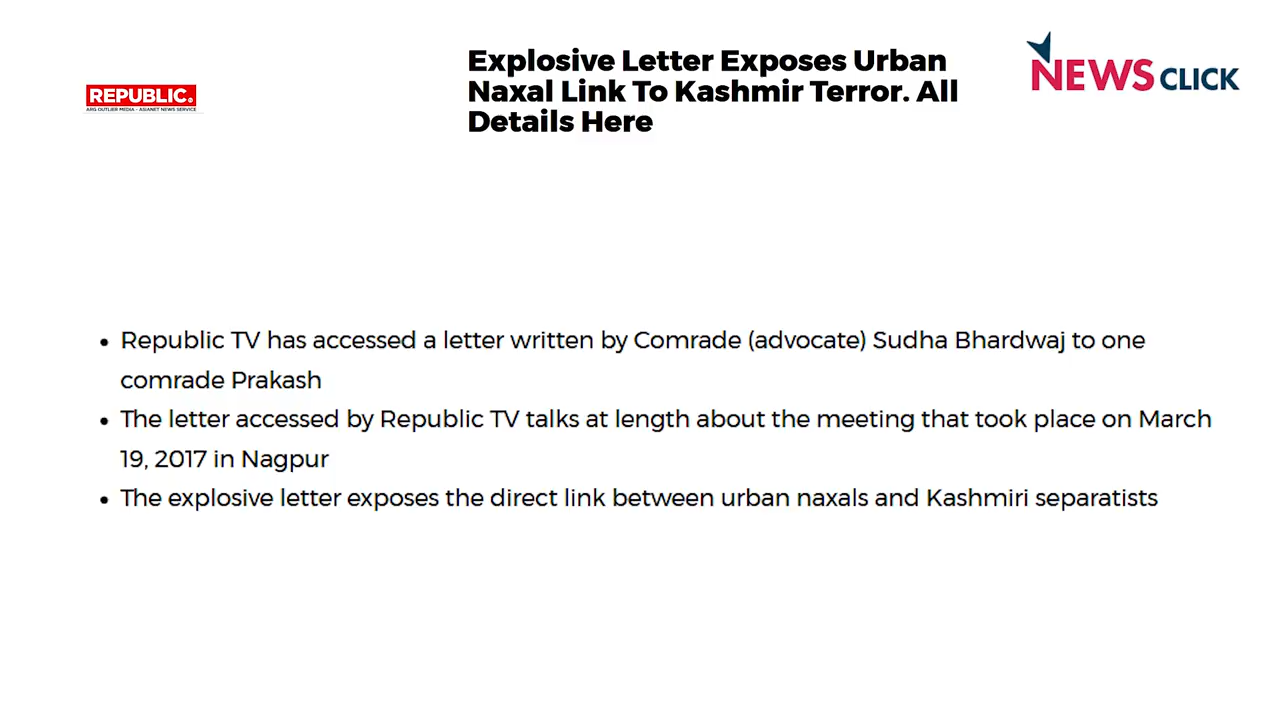 REPUBLIC.
ARG OUTLIER MEDIA - ASIANET NEWS SERVICE
Explosive Letter Exposes Urban
Naxal Link To Kashmir Terror. All
Details Here
NEWS CLICK
• Republic TV has accessed a letter written by Comrade (advocate) Sudha Bhardwaj to one
comrade Prakash
• The letter accessed by Republic TV talks at length about the meeting that took place on March
19, 2017 in Nagpur
• The explosive letter exposes the direct link between urban naxals and Kashmiri separatists